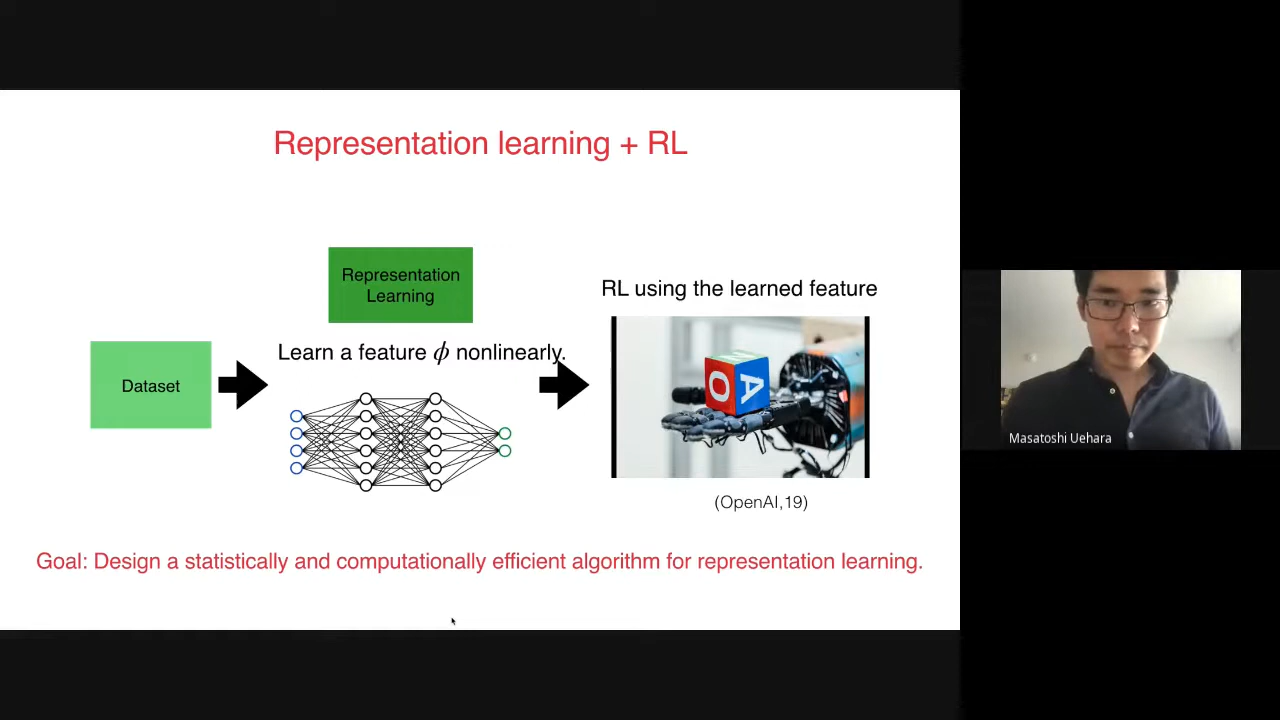 Representation learning + RL
Representation
Learning
RL using the learned feature
Learn a feature ϕ nonlinearly.
Dataset
O
A
(OpenAI,19)
Masatoshi Uehara
Goal: Design a statistically and computationally efficient algorithm for representation learning.